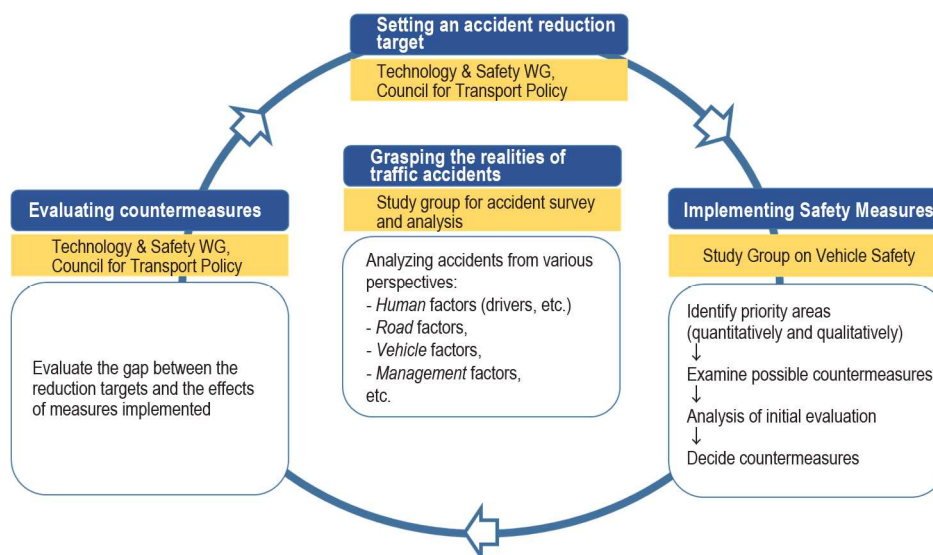 Setting an accident reduction
target
Technology & Safety WG,
Council for Transport Policy
Grasping the realities of
traffic accidents
Study group for accident survey
and analysis
Analyzing accidents from various
perspectives:
- Human factors (drivers, etc.)
- Road factors,
- Vehicle factors,
- Management factors,
etc.
Evaluating countermeasures
Technology & Safety WG,
Council for Transport Policy
Evaluate the gap between the
reduction targets and the effects
of measures implemented
Implementing Safety Measures
Study Group on Vehicle Safety
Identify priority areas
(quantitatively and qualitatively)
↓
Examine possible countermeasures
↓
Analysis of initial evaluation
↓
Decide countermeasures